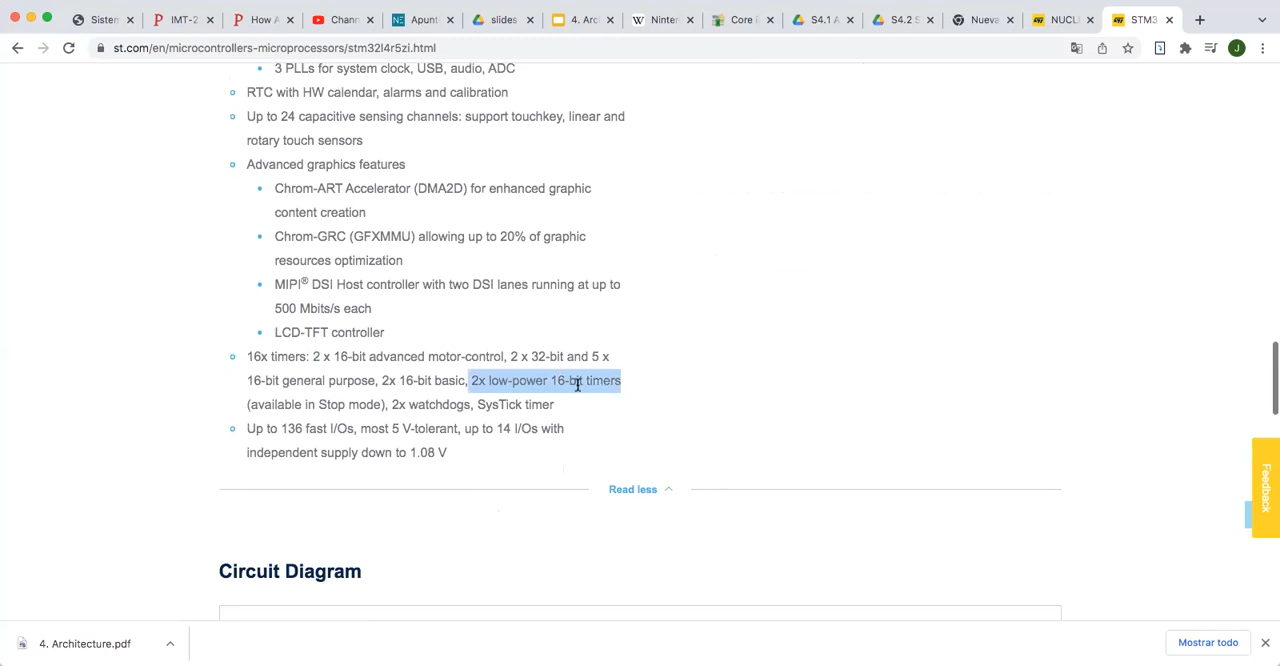 Sisten
IMT-2
How A
Chann
Apunt
slides
4. Arc
Ninten
Core i
S4.1 A
S4.2 S
Nueva
NUCL
STM3
st.com/en/microcontrollers-microprocessors/stm32l4r5zi.html
3 PLLs for system clock, USB, audio, ADC
RTC with HW calendar, alarms and calibration
Up to 24 capacitive sensing channels: support touchkey, linear and
rotary touch sensors
Advanced graphics features
Chrom-ART Accelerator (DMA2D) for enhanced graphic
content creation
Chrom-GRC (GFXMMU) allowing up to 20% of graphic
resources optimization
MIPI® DSI Host controller with two DSI lanes running at up to
500 Mbits/s each
LCD-TFT controller
16x timers: 2 x 16-bit advanced motor-control, 2 x 32-bit and 5 x
16-bit general purpose, 2x 16-bit basic, 2x low-power 16-bit timers
(available in Stop mode), 2x watchdogs, SysTick timer
Up to 136 fast I/Os, most 5 V-tolerant, up to 14 I/Os with
independent supply down to 1.08 V
Read less
Feedback
Circuit Diagram
4. Architecture.pdf
Mostrar todo